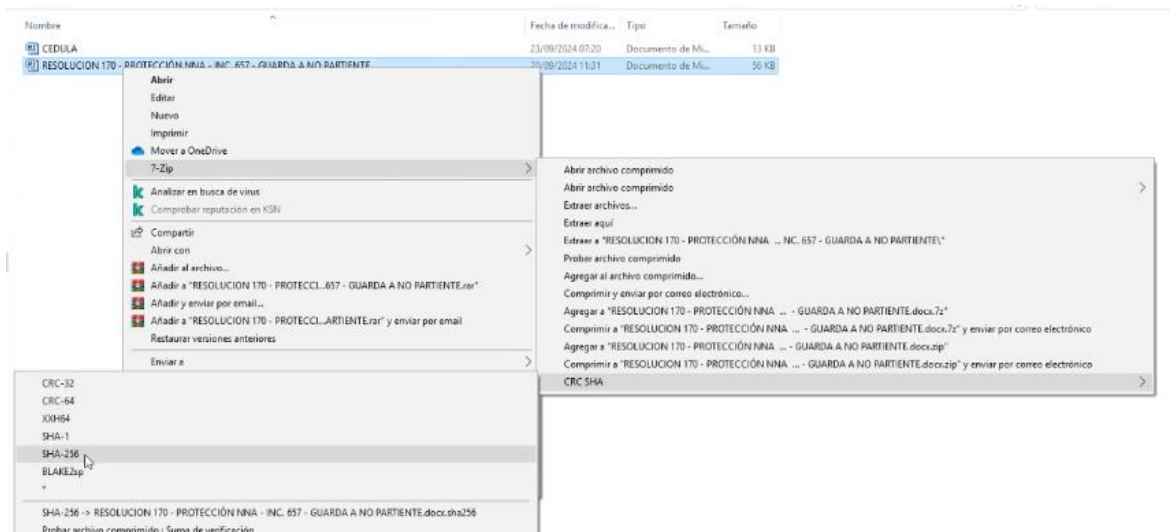 Nombre Fecha de modifica... Tipo Tamaño
CEDULA 23/09/2024 07:20 Documento de Mi... 13 KB
RESOLUCION 170 - PROTECCIÓN NNA - INC. 657 - GUARDA A NO PARTIENTE 20/09/2024 11:31 Documento de Mi... 56 KB
Abrir
Editar
Nuevo
Imprimir
Mover a OneDrive
7-Zip
Analizar en busca de virus
Comprobar reputación en KSN
Compartir
Abrir con
Añadir al archivo...
Añadir a "RESOLUCION 170 - PROTECCI...657 - GUARDA A NO PARTIENTE.rar"
Añadir y enviar por email...
Añadir a "RESOLUCION 170 - PROTECCI...ARTIENTE.rar" y enviar por email
Restaurar versiones anteriores
Enviar a
Abrir archivo comprimido
Abrir archivo comprimido
Extraer archivos...
Extraer aquí
Extraer a "RESOLUCION 170 - PROTECCIÓN NNA ... NC. 657 - GUARDA A NO PARTIENTE\"
Probar archivo comprimido
Agregar al archivo comprimido...
Comprimir y enviar por correo electrónico...
Agregar a "RESOLUCION 170 - PROTECCIÓN NNA ... - GUARDA A NO PARTIENTE.docx.7z"
Comprimir a "RESOLUCION 170 - PROTECCIÓN NNA ... - GUARDA A NO PARTIENTE.docx.7z" y enviar por correo electrónico
Agregar a "RESOLUCION 170 - PROTECCIÓN NNA ... - GUARDA A NO PARTIENTE.docx.zip"
Comprimir a "RESOLUCION 170 - PROTECCIÓN NNA ... - GUARDA A NO PARTIENTE.docx.zip" y enviar por correo electrónico
CRC SHA
CRC-32
CRC-64
XXH64
SHA-1
SHA-256
BLAKE2sp
*
SHA-256 -> RESOLUCION 170 - PROTECCIÓN NNA - INC. 657 - GUARDA A NO PARTIENTE.docx.sha256
Probar archivo comprimido : Suma de verificación